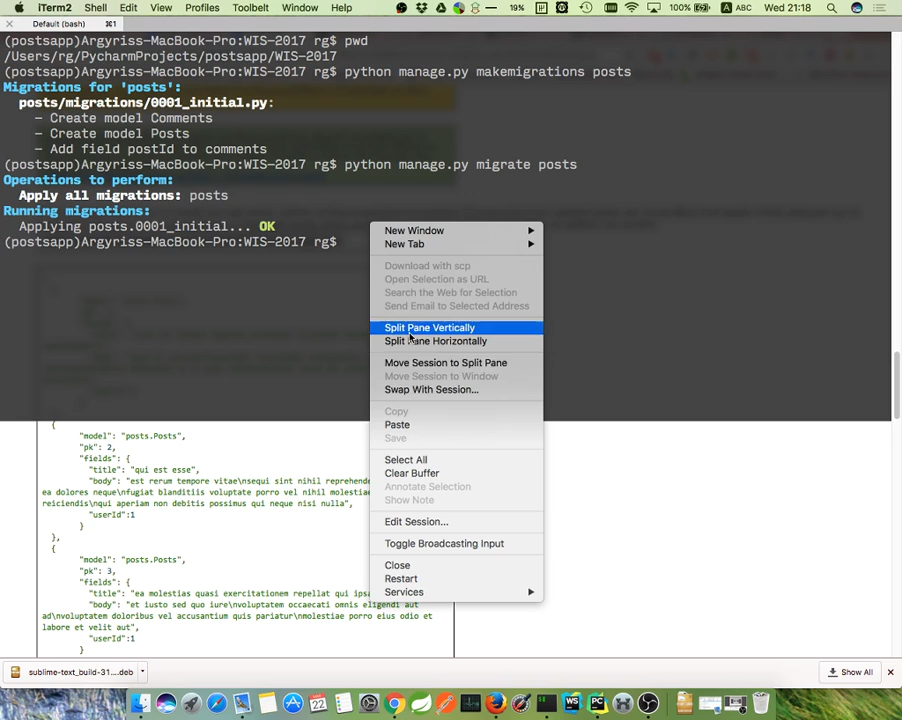 iTerm2 Shell Edit View Profiles Toolbelt Window Help 19% 100% ABC Wed 22 Mar 21:18
Default (bash) ⌘1
(postsapp)Argyriss-MacBook-Pro:WIS-2017 rg$ pwd
/Users/rg/PycharmProjects/postsapp/WIS-2017
(postsapp)Argyriss-MacBook-Pro:WIS-2017 rg$ python manage.py makemigrations posts
Migrations for 'posts':
posts/migrations/0001_initial.py:
- Create model Comments
- Create model Posts
- Add field postId to comments
(postsapp)Argyriss-MacBook-Pro:WIS-2017 rg$ python manage.py migrate posts
Operations to perform:
Apply all migrations: posts
Running migrations:
Applying posts.0001_initial... OK
(postsapp)Argyriss-MacBook-Pro:WIS-2017 rg$
New Window
New Tab
Download with scp
Open Selection as URL
Search the Web for Selection
Send Email to Selected Address
Split Pane Vertically
Split Pane Horizontally
Move Session to Split Pane
Move Session to Window
Swap With Session...
Copy
Paste
Save
Select All
Clear Buffer
Annotate Selection
Show Note
Edit Session...
Toggle Broadcasting Input
Close
Restart
Services
{
"model": "posts.Posts",
"pk": 2,
"fields": {
"title": "qui est esse",
"body": "est rerum tempore vitae\nsequi sint nihil
ea dolores neque\nfugiat blanditiis voluptate porro vel nihil
reiciendis\nqui aperiam non debitis possimus qui neque nisi nulla",
"userId":1
}
},
{
"model": "posts.Posts",
"pk": 3,
"fields": {
"title": "ea molestias quasi exercitationem repellat qui
"body": "et iusto sed quo iure\nvoluptatem occaecati omnis eligendi aut
ad\nvoluptatem doloribus vel accusantium quis pariatur\nmolestiae porro eius odio et
labore et velit aut",
"userId":1
}
sublime-text_build-31....deb
Show All